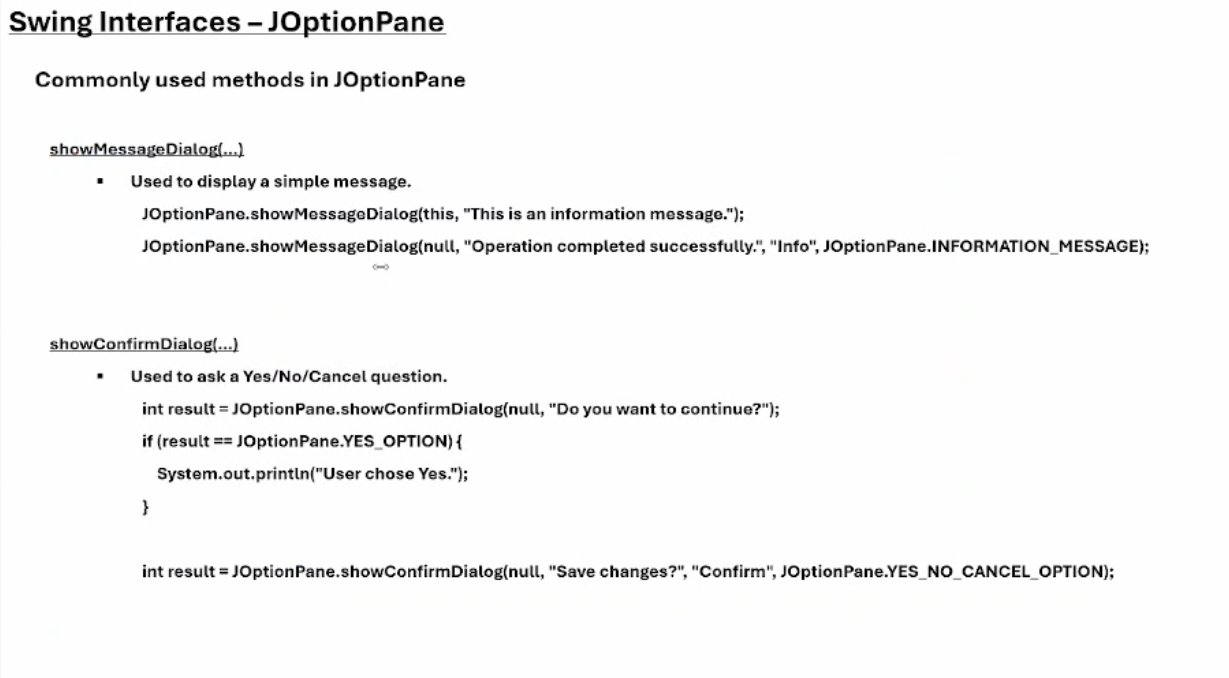 Swing Interfaces – JOptionPane
Commonly used methods in JOptionPane
showMessageDialog(...)
▪ Used to display a simple message.
JOptionPane.showMessageDialog(this, "This is an information message.");
JOptionPane.showMessageDialog(null, "Operation completed successfully.", "Info", JOptionPane.INFORMATION_MESSAGE);
showConfirmDialog(...)
▪ Used to ask a Yes/No/Cancel question.
int result = JOptionPane.showConfirmDialog(null, "Do you want to continue?");
if (result == JOptionPane.YES_OPTION) {
System.out.println("User chose Yes.");
}
int result = JOptionPane.showConfirmDialog(null, "Save changes?", "Confirm", JOptionPane.YES_NO_CANCEL_OPTION);